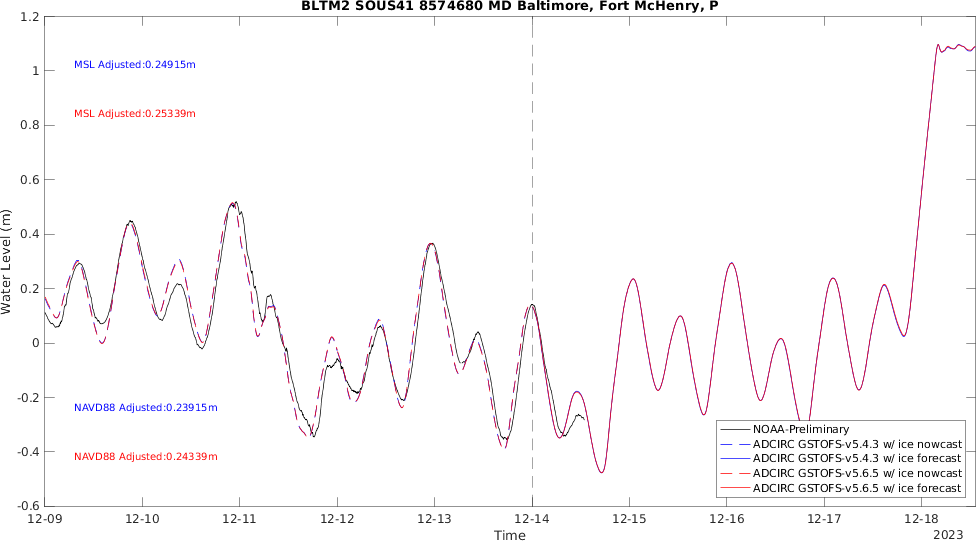 BLTM2 SOUS41 8574680 MD Baltimore, Fort McHenry, P
1.2
1
0.8
0.6
0.4
0.2
0
-0.2
-0.4
-0.6
Water Level (m)
MSL Adjusted:0.24915m
MSL Adjusted:0.25339m
NAVD88 Adjusted:0.23915m
NAVD88 Adjusted:0.24339m
NOAA-Preliminary
ADCIRC GSTOFS-v5.4.3 w/ ice nowcast
ADCIRC GSTOFS-v5.4.3 w/ ice forecast
ADCIRC GSTOFS-v5.6.5 w/ ice nowcast
ADCIRC GSTOFS-v5.6.5 w/ ice forecast
12-09 12-10 12-11 12-12 12-13 12-14 12-15 12-16 12-17 12-18
Time
2023